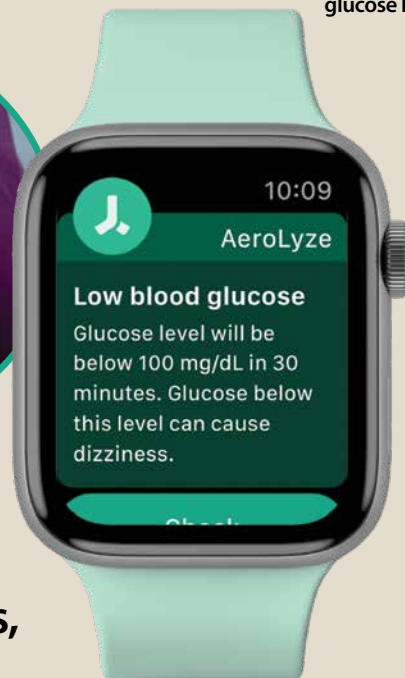 glucose
10:09
AeroLyze
Low blood glucose
Glucose level will be
below 100 mg/dL in 30
minutes. Glucose below
this level can cause
dizziness.